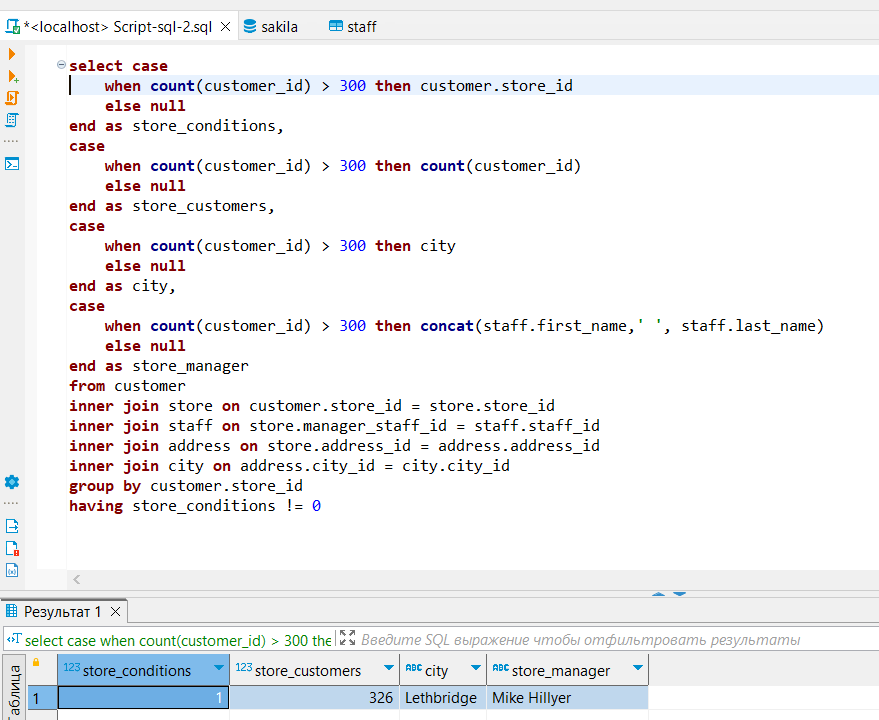 *<localhost> Script-sql-2.sql sakila staff
select case
when count(customer_id) > 300 then customer.store_id
else null
end as store_conditions,
case
when count(customer_id) > 300 then count(customer_id)
else null
end as store_customers,
case
when count(customer_id) > 300 then city
else null
end as city,
case
when count(customer_id) > 300 then concat(staff.first_name,' ', staff.last_name)
else null
end as store_manager
from customer
inner join store on customer.store_id = store.store_id
inner join staff on store.manager_staff_id = staff.staff_id
inner join address on store.address_id = address.address_id
inner join city on address.city_id = city.city_id
group by customer.store_id
having store_conditions != 0
Результат 1
select case when count(customer_id) > 300 the Введите SQL выражение чтобы отфильтровать результаты
аблица
123 store_conditions 123 store_customers ABC city ABC store_manager
1 1 326 Lethbridge Mike Hillyer